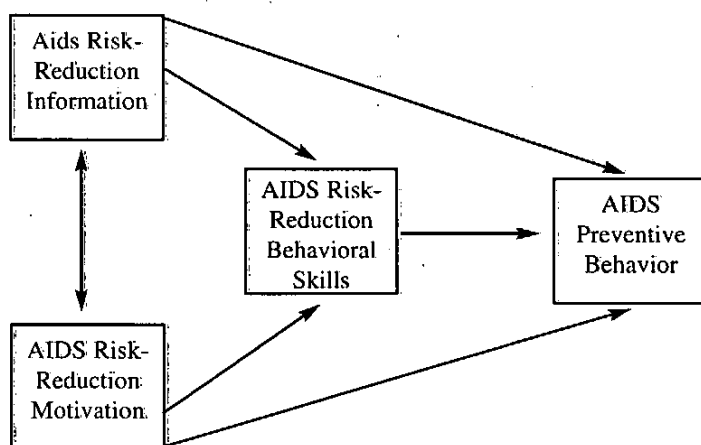 Aids Risk-
Reduction
Information
AIDS Risk-
Reduction
Behavioral
Skills
AIDS
Preventive
Behavior
AIDS Risk-
Reduction
Motivation